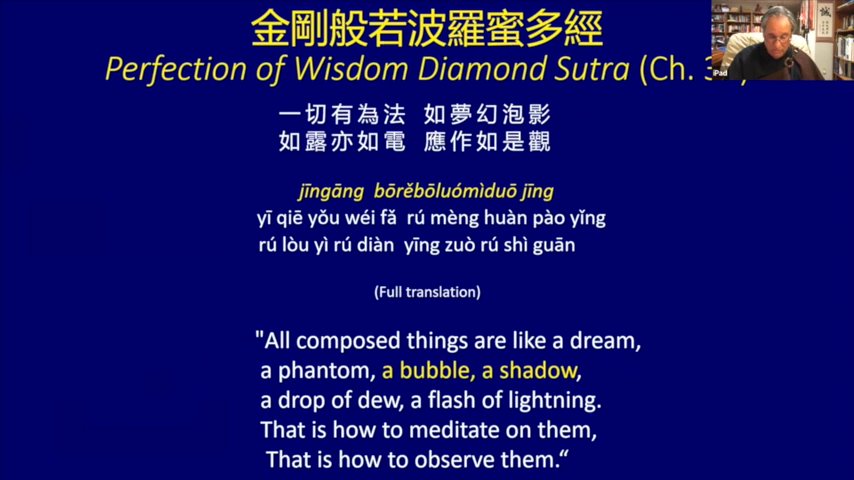 金剛般若波羅蜜多經
Perfection of Wisdom Diamond Sutra (Ch. 3
一切有為法 如夢幻泡影
如露亦如電 應作如是觀
jīngāng bōrěbōluómìduō jīng
yī qiē yǒu wéi fǎ rú mèng huàn pào yǐng
rú lòu yì rú diàn yīng zuò rú shì guān
(Full translation)
"All composed things are like a dream,
a phantom, a bubble, a shadow,
a drop of dew, a flash of lightning.
That is how to meditate on them,
That is how to observe them.“
iPad
誠